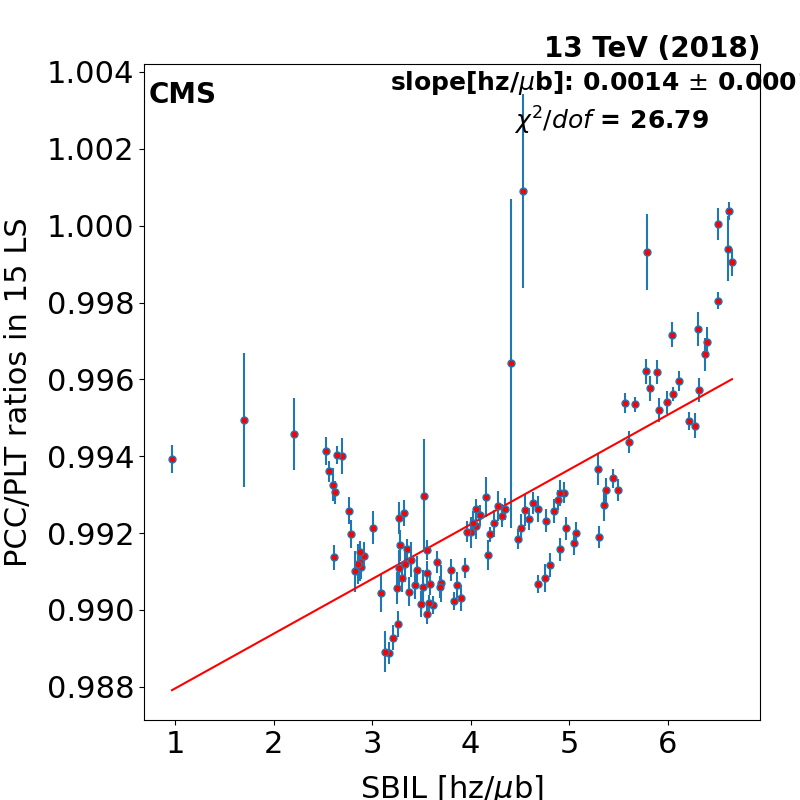 13 TeV (2018)
CMS
slope[hz/μb]: 0.0014 ± 0.000
χ²/dof = 26.79
1.004
1.002
1.000
0.998
0.996
0.994
0.992
0.990
0.988
PCC/PLT ratios in 15 LS
1 2 3 4 5 6
SBIL [hz/μb]